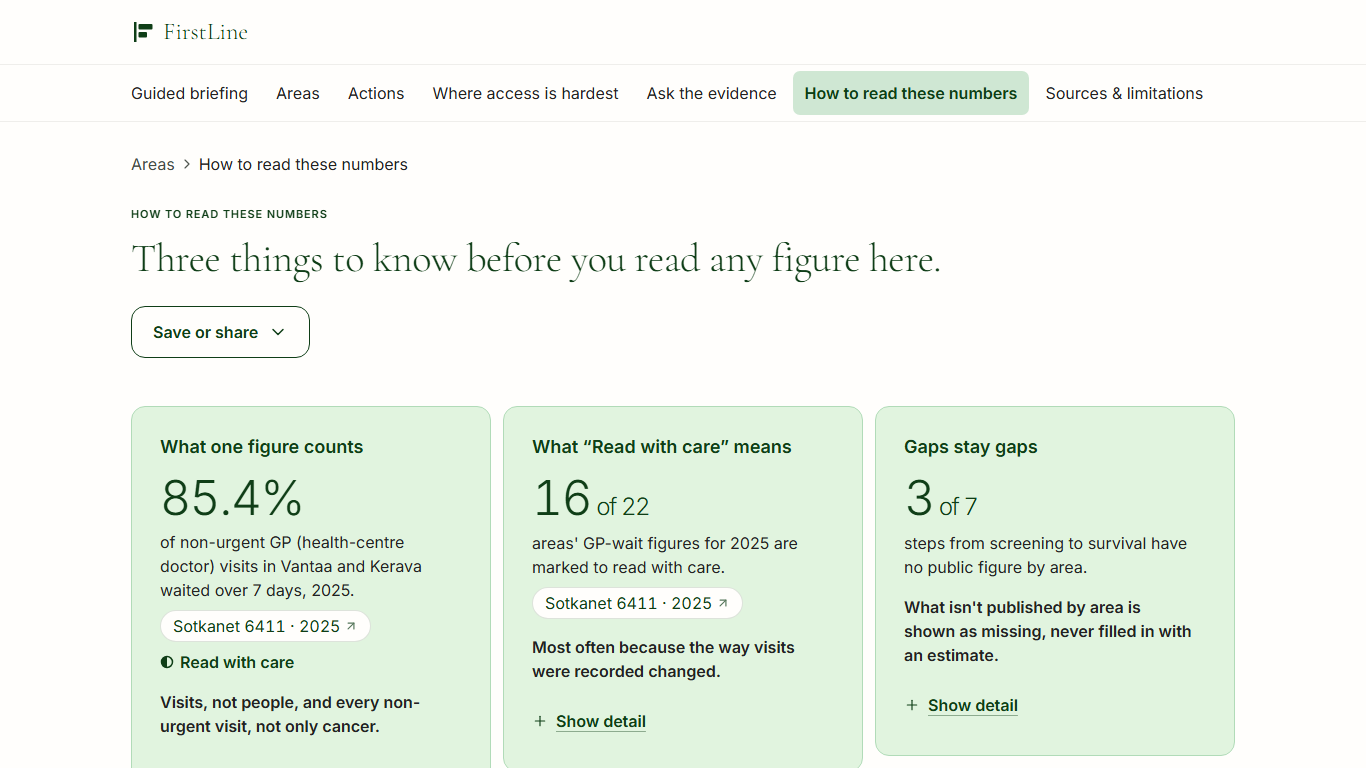 FirstLine
Guided briefing
Areas
Actions
Where access is hardest
Ask the evidence
How to read these numbers
Sources & limitations
Areas > How to read these numbers
HOW TO READ THESE NUMBERS
Three things to know before you read any figure here.
Save or share
What one figure counts
85.4%
of non-urgent GP (health-centre
doctor) visits in Vantaa and Kerava
waited over 7 days, 2025.
Sotkanet 6411 · 2025 ↗
Read with care
Visits, not people, and every non-
urgent visit, not only cancer.
What “Read with care” means
16 of 22
areas' GP-wait figures for 2025 are
marked to read with care.
Sotkanet 6411 · 2025 ↗
Most often because the way visits
were recorded changed.
+ Show detail
Gaps stay gaps
3 of 7
steps from screening to survival have
no public figure by area.
What isn't published by area is
shown as missing, never filled in with
an estimate.
+ Show detail